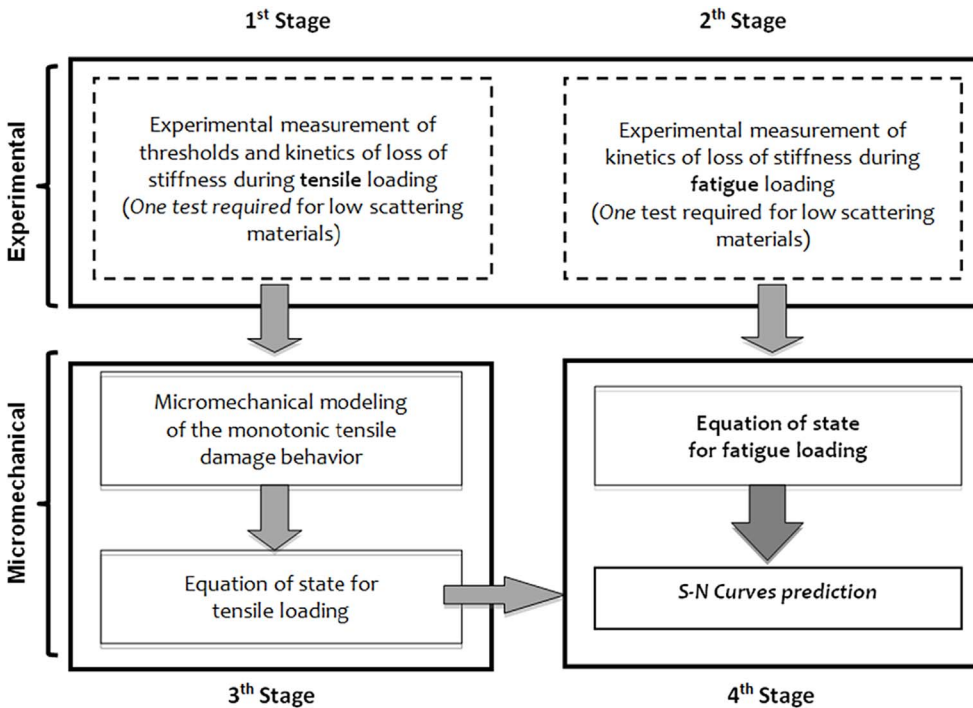 1st Stage
2th Stage
Experimental
Experimental measurement of
thresholds and kinetics of loss of
stiffness during tensile loading
(One test required for low scattering
materials)
Experimental measurement of
kinetics of loss of stiffness during
fatigue loading
(One test required for low scattering
materials)
Micromechanical
Micromechanical modeling
of the monotonic tensile
damage behavior
Equation of state for
tensile loading
Equation of state
for fatigue loading
S-N Curves prediction
3th Stage
4th Stage